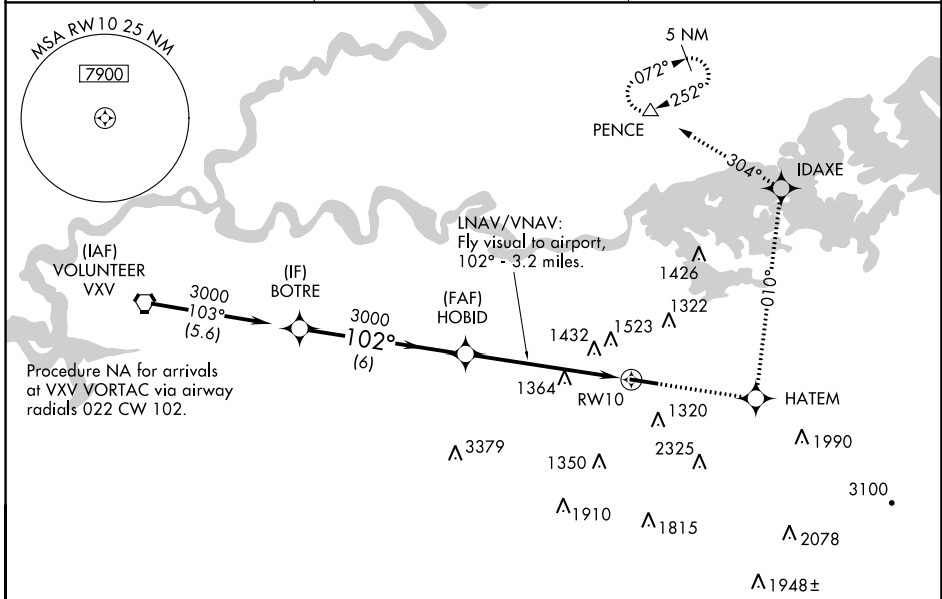 MSA RW10 25 NM
7900
5 NM
072°
252°
PENCE
304°
IDAXE
010°
LNAV/VNAV:
Fly visual to airport,
102° - 3.2 miles.
(IAF)
VOLUNTEER
VXV
3000
103°
(5.6)
(IF)
BOTRE
3000
102°
(6)
(FAF)
HOBID
1426
1322
1523
1432
1364
RW10
HATEM
Procedure NA for arrivals
at VXV VORTAC via airway
radials 022 CW 102.
1320
3379
1350
2325
1990
3100
1910
1815
2078
1948±